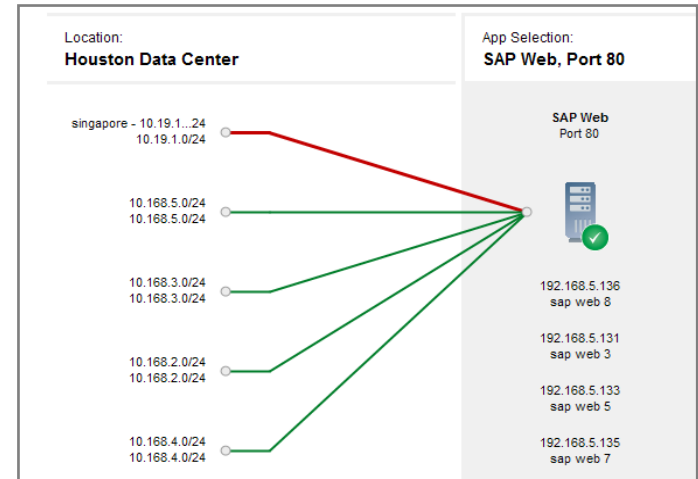 Location:
Houston Data Center
App Selection:
SAP Web, Port 80
singapore - 10.19.1...24
10.19.1.0/24
10.168.5.0/24
10.168.5.0/24
10.168.3.0/24
10.168.3.0/24
10.168.2.0/24
10.168.2.0/24
10.168.4.0/24
10.168.4.0/24
SAP Web
Port 80
192.168.5.136
sap web 8
192.168.5.131
sap web 3
192.168.5.133
sap web 5
192.168.5.135
sap web 7